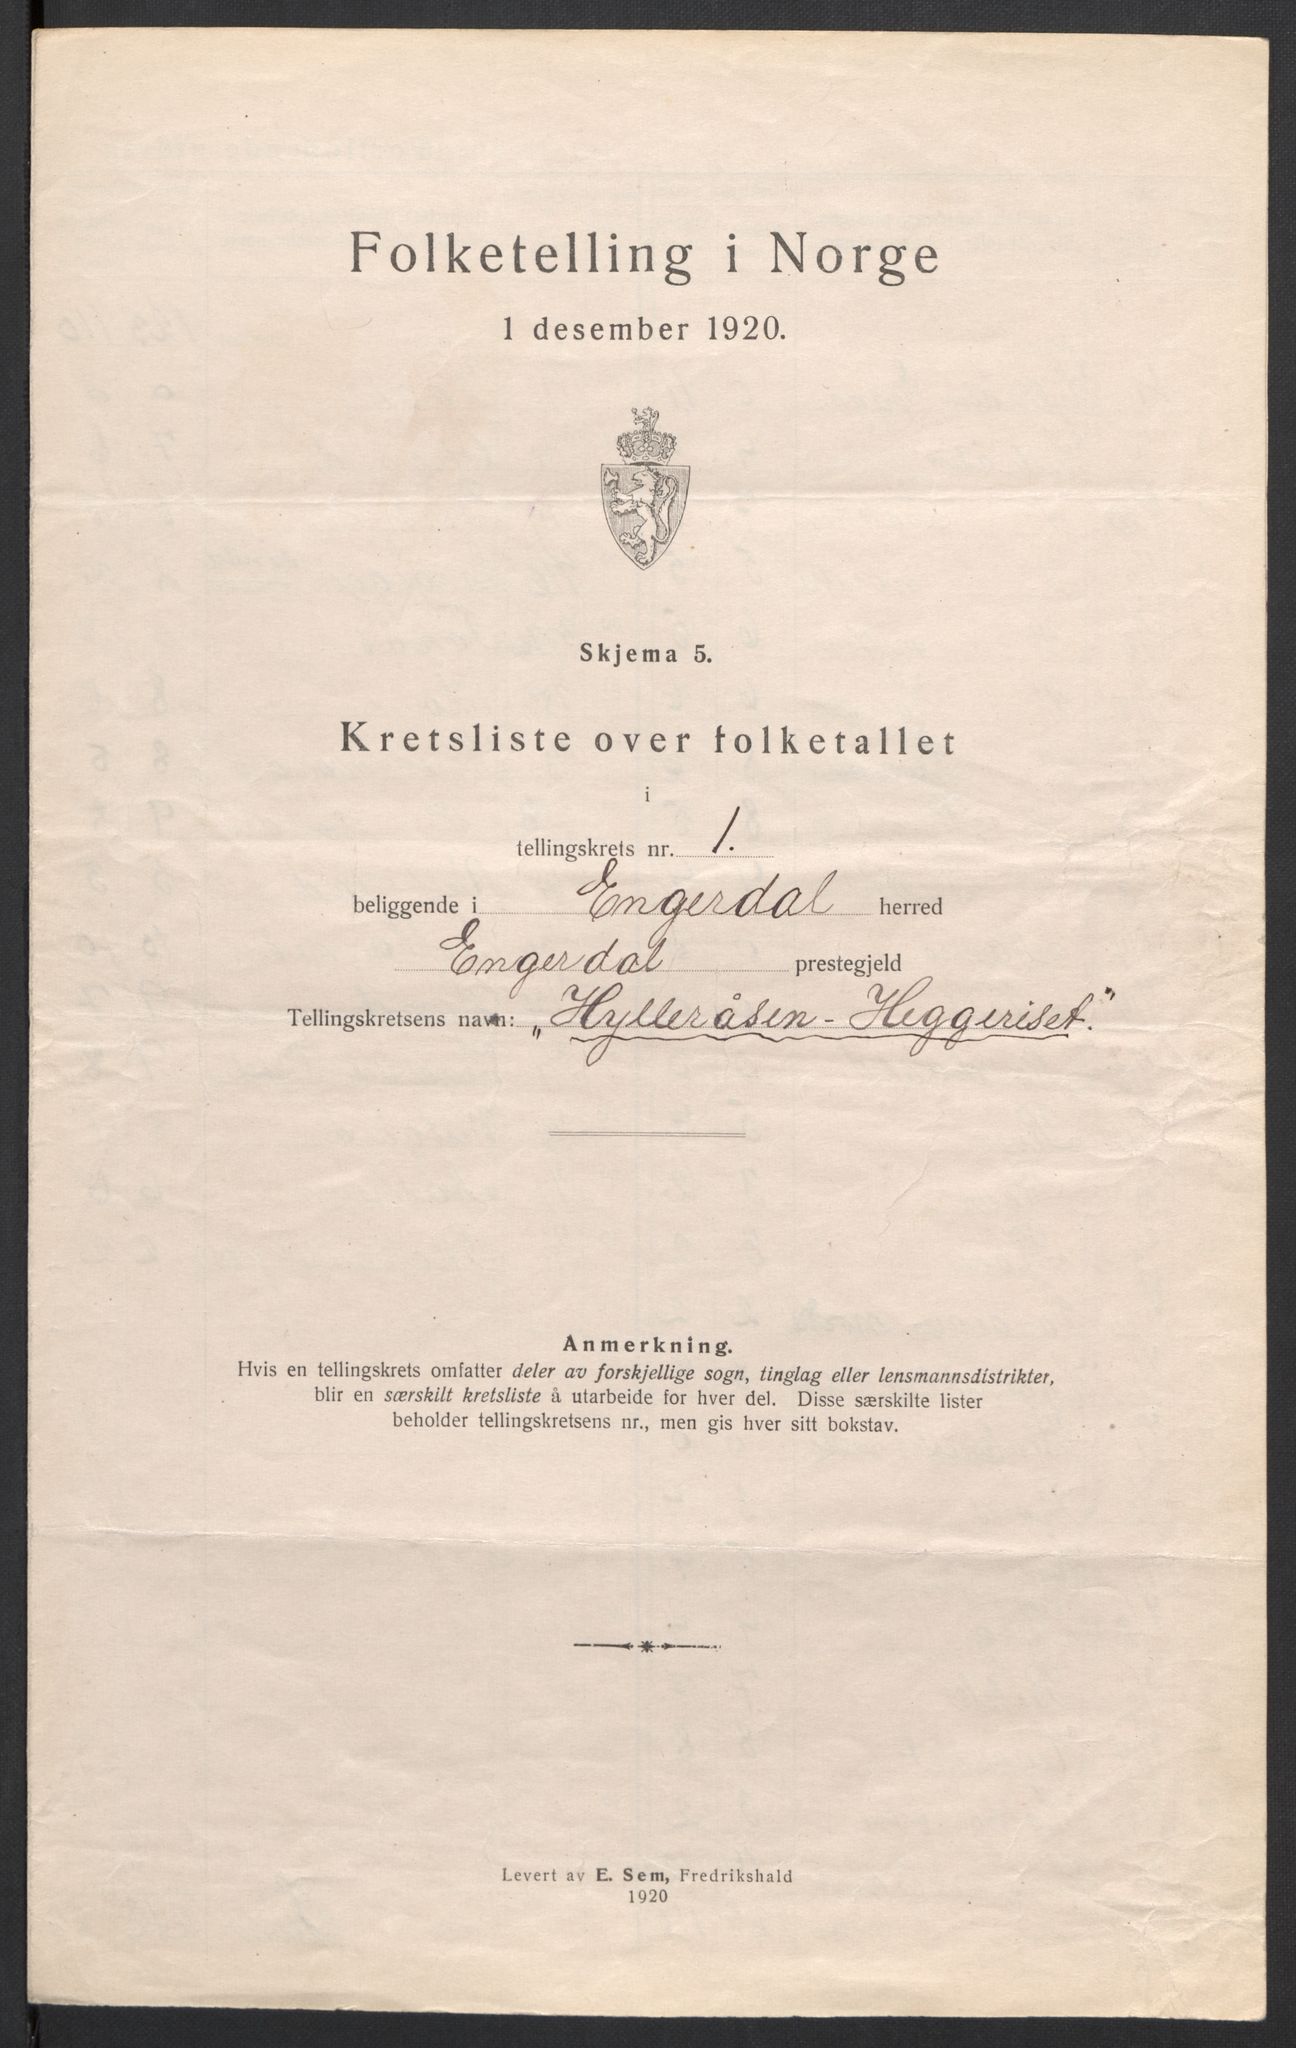 Folketelling i Norge
1 desember 1920.
Skjema 5.
Kretsliste over folketallet
i
tellingskrets nr. 1.
beliggende i Engerdal herred
Engerdal prestegjeld
Tellingskretsens navn: „Hylleråsen - Heggeriset."
Anmerkning.
Hvis en tellingskrets omfatter deler av forskjellige sogn, tinglag eller lensmannsdistrikter,
blir en særskilt kretsliste å utarbeide for hver del. Disse særskilte lister
beholder tellingskretsens nr., men gis hver sitt bokstav.
Levert av E. Sem, Fredrikshald
1920